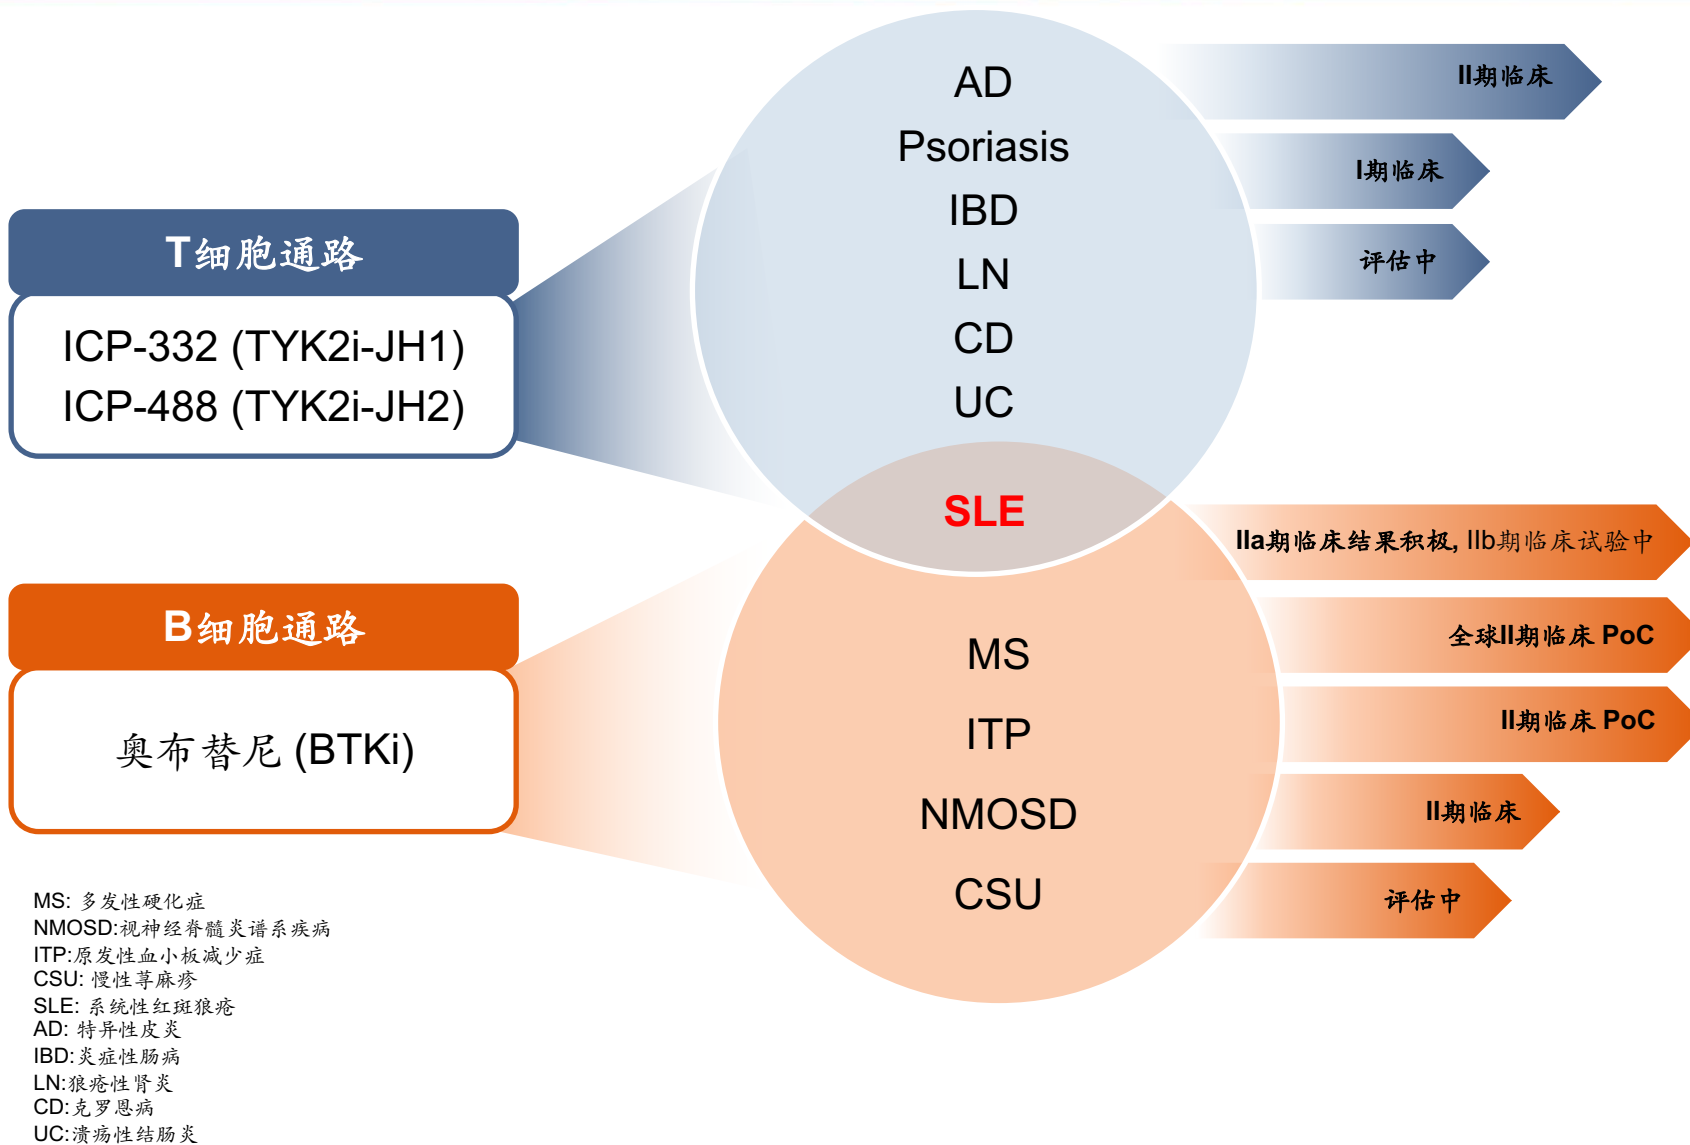 T细胞通路
ICP-332 (TYK2i-JH1)
ICP-488 (TYK2i-JH2)
AD
Psoriasis
IBD
LN
CD
UC
SLE
II期临床
I期临床
评估中
B细胞通路
奥布替尼 (BTKi)
MS
ITP
NMOSD
CSU
IIa期临床结果积极, IIb期临床试验中
全球II期临床 PoC
II期临床 PoC
II期临床
评估中
MS: 多发性硬化症
NMOSD:视神经脊髓炎谱系疾病
ITP:原发性血小板减少症
CSU: 慢性荨麻疹
SLE: 系统性红斑狼疮
AD: 特异性皮炎
IBD:炎症性肠病
LN:狼疮性肾炎
CD:克罗恩病
UC:溃疡性结肠炎